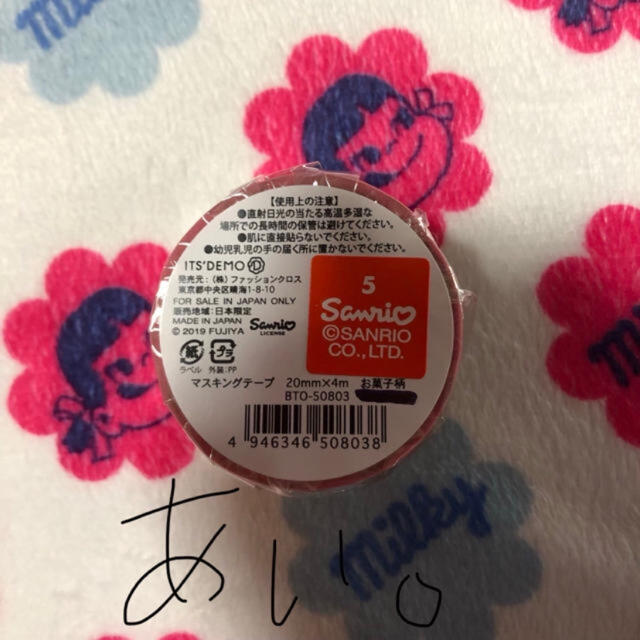 Milky
【使用上の注意】
●直射日光の当たる高温多湿な
場所での長時間の保管は避けてください。
●肌に直接貼らないでください。
●幼児乳児の手の届く所に置かないでください。
ITS'DEMO
発売元:(株)ファッションクロス
東京都中央区晴海1-8-10
FOR SALE IN JAPAN ONLY
販売地域:日本限定
MADE IN JAPAN
© 2019 FUJIYA
Sanrio
LICENSE
5
Sanrio
©SANRIO
CO., LTD.
紙 プラ
ラベル 外装:PP
マスキングテープ 20mm×4m お菓子柄
BTO-50803
4 946346 508038
Milky
あい。